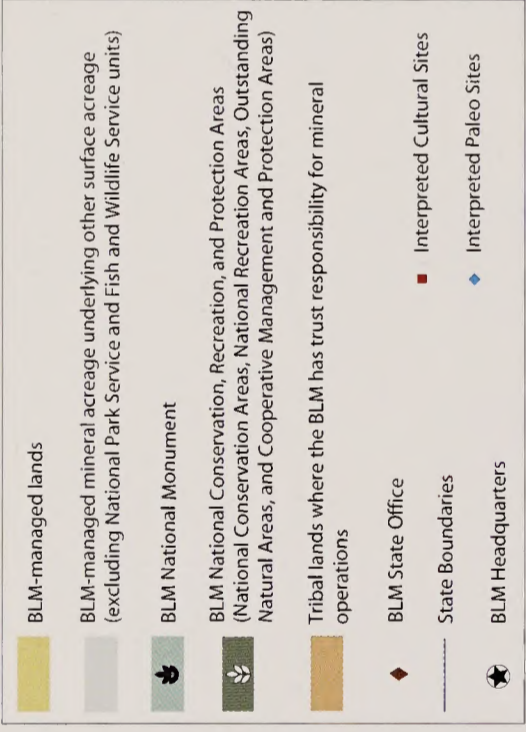 BLM-managed lands
BLM-managed mineral acreage underlying other surface acreage
(excluding National Park Service and Fish and Wildlife Service units)
BLM National Monument
BLM National Conservation, Recreation, and Protection Areas
(National Conservation Areas, National Recreation Areas, Outstanding
Natural Areas, and Cooperative Management and Protection Areas)
Tribal lands where the BLM has trust responsibility for mineral
operations
BLM State Office
State Boundaries
BLM Headquarters
Interpreted Cultural Sites
Interpreted Paleo Sites